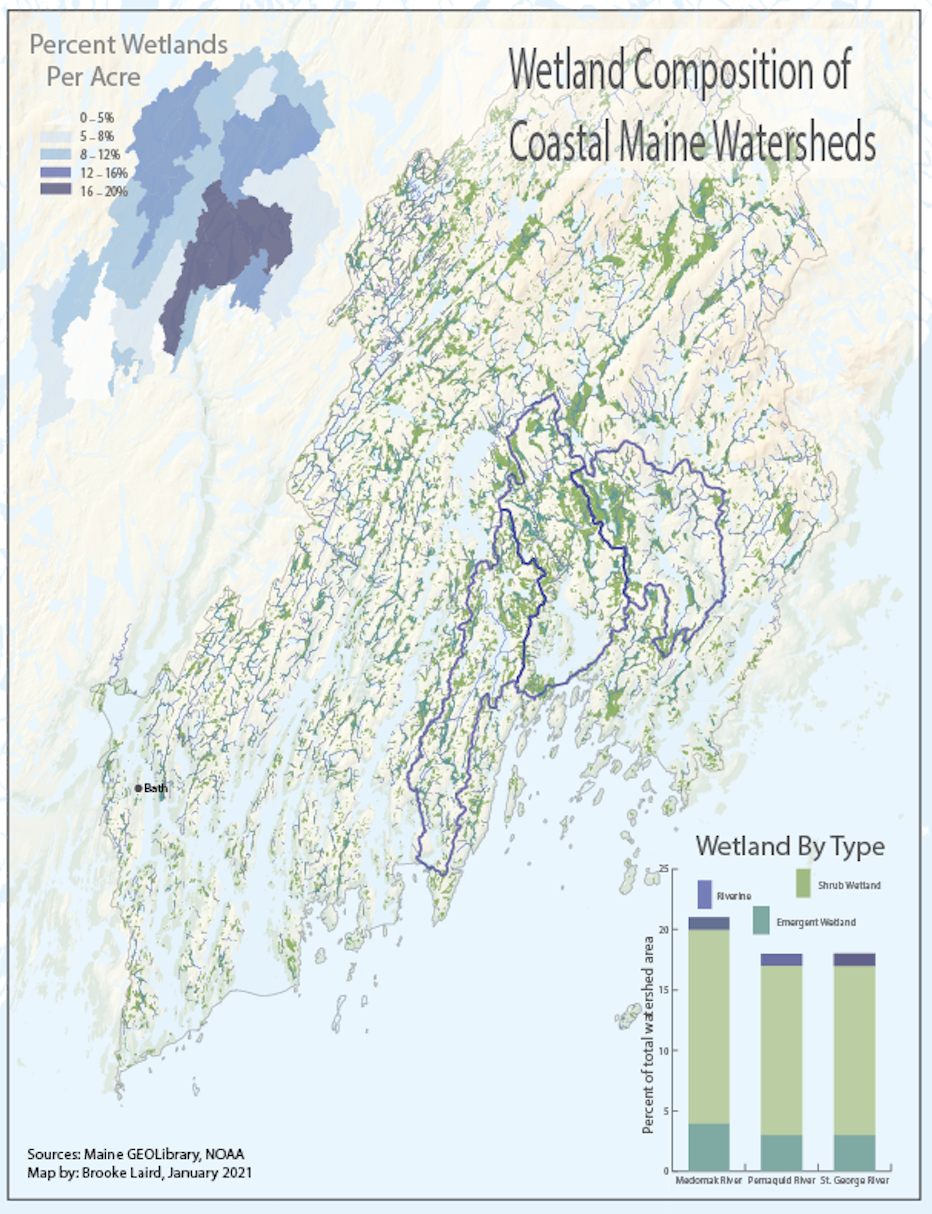 Percent Wetlands
Per Acre
0 – 5%
5 – 8%
8 – 12%
12 – 16%
16 – 20%
Wetland Composition of
Coastal Maine Watersheds
Bath
Wetland By Type
Riverine
Shrub Wetland
Emergent Wetland
Percent of total watershed area
25
20
15
10
5
0
Medomak River Pemaquid River St. George River
Sources: Maine GEOLibrary, NOAA
Map by: Brooke Laird, January 2021